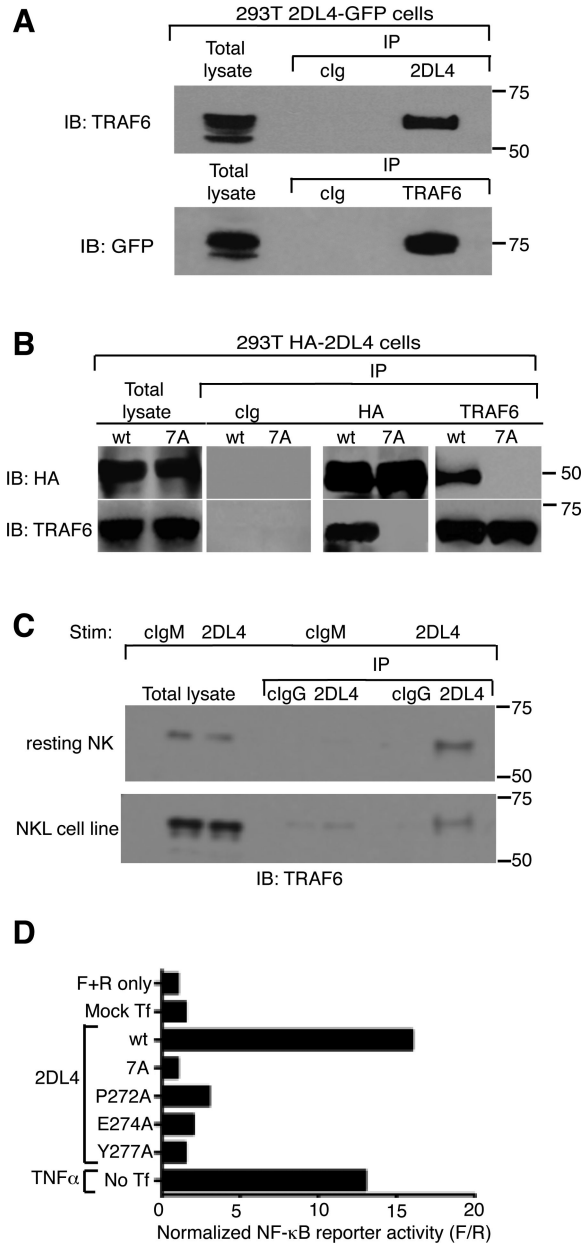 A
293T 2DL4-GFP cells
Total lysate
IP
cIg 2DL4
IB: TRAF6
75
50
Total lysate
IP
cIg TRAF6
IB: GFP
75
B
293T HA-2DL4 cells
Total lysate
IP
cIg HA TRAF6
wt 7A wt 7A wt 7A wt 7A
IB: HA
50
75
IB: TRAF6
C
Stim: cIgM 2DL4 cIgM 2DL4
IP
Total lysate cIgG 2DL4 cIgG 2DL4
75
resting NK
50
75
NKL cell line
50
IB: TRAF6
D
F+R only
Mock Tf
wt
7A
2DL4
P272A
E274A
Y277A
TNFα No Tf
0 5 10 15 20
Normalized NF-κB reporter activity (F/R)